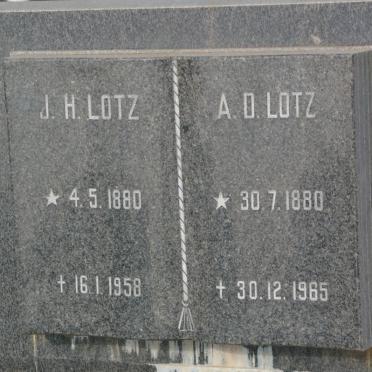 J. H. LOTZ
★ 4.5.1880
✝ 16.1.1958
A. D. LOTZ
★ 30.7.1880
✝ 30.12.1965